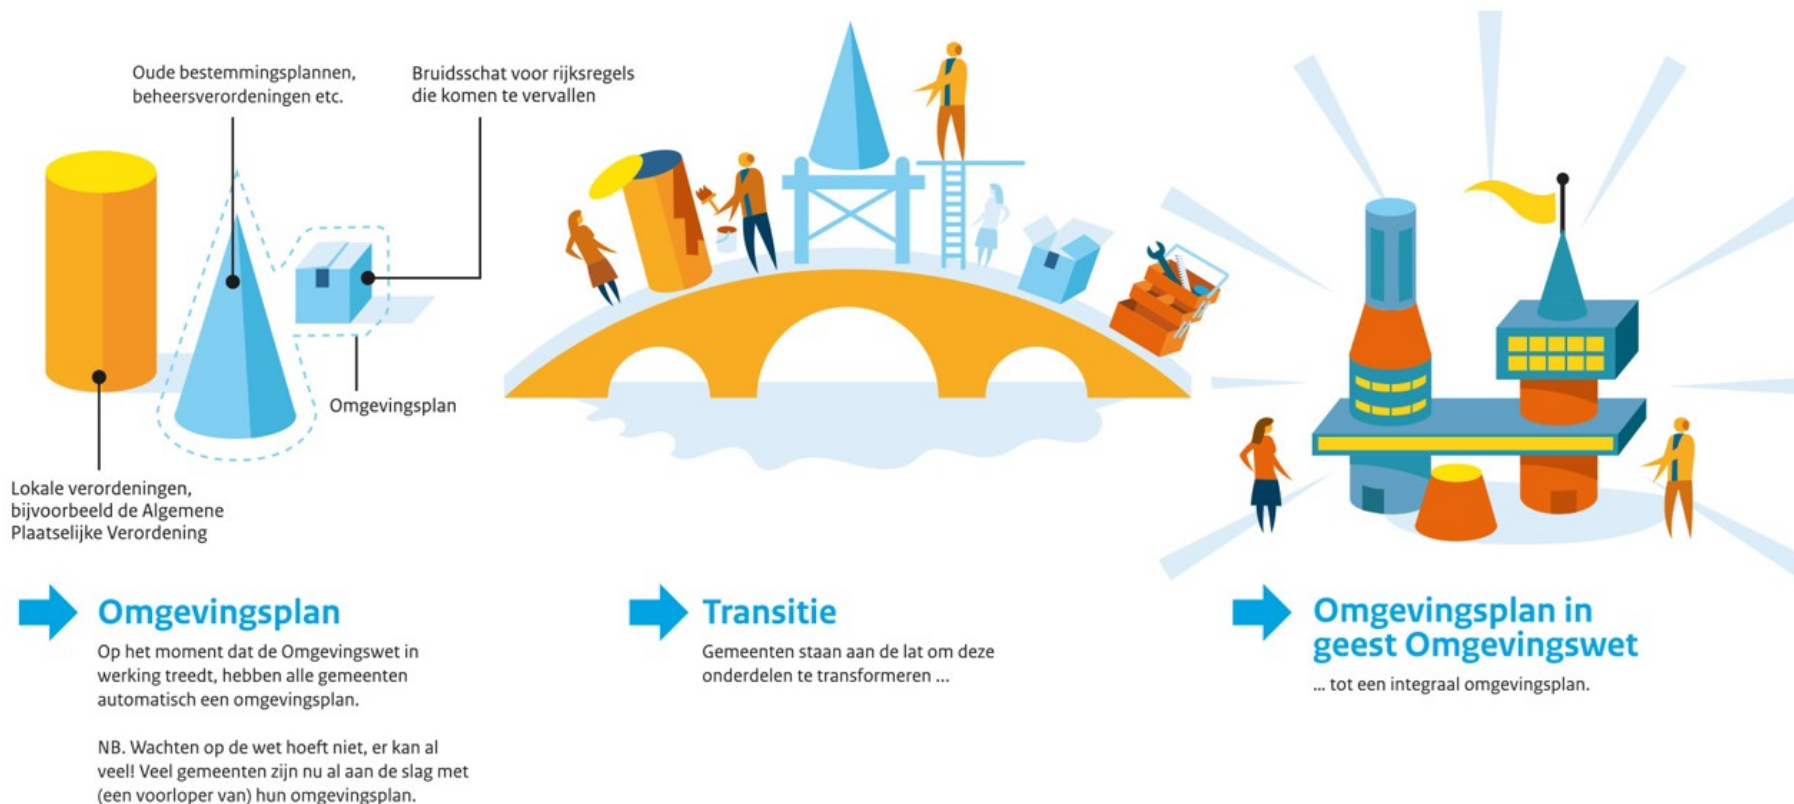 Oude bestemmingsplannen,
beheersverordeningen etc.
Bruidsschat voor rijksregels
die komen te vervallen
Omgevingsplan
Lokale verordeningen,
bijvoorbeeld de Algemene
Plaatselijke Verordening
Omgevingsplan
Op het moment dat de Omgevingswet in
werking treedt, hebben alle gemeenten
automatisch een omgevingsplan.
NB. Wachten op de wet hoeft niet, er kan al
veel! Veel gemeenten zijn nu al aan de slag met
(een voorloper van) hun omgevingsplan.
Transitie
Gemeenten staan aan de lat om deze
onderdelen te transformeren ...
Omgevingsplan in
geest Omgevingswet
... tot een integraal omgevingsplan.